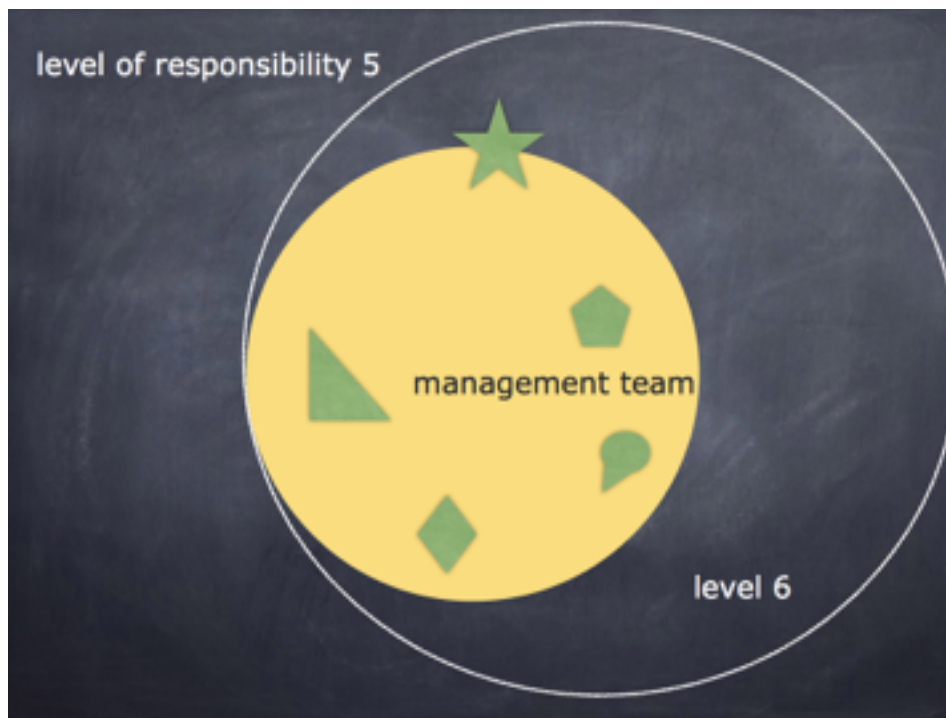 level of responsibility 5
management team
level 6